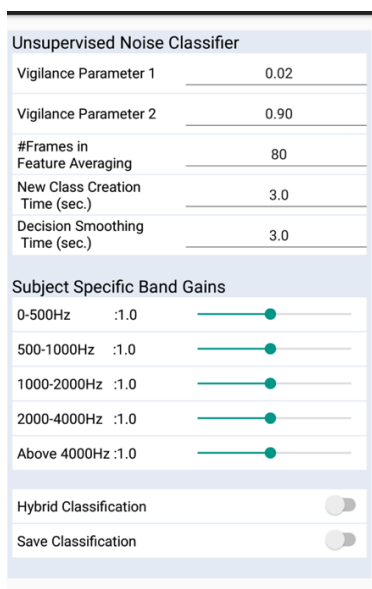 Unsupervised Noise Classifier
Vigilance Parameter 1 0.02
Vigilance Parameter 2 0.90
#Frames in
Feature Averaging 80
New Class Creation
Time (sec.) 3.0
Decision Smoothing
Time (sec.) 3.0
Subject Specific Band Gains
0-500Hz :1.0
500-1000Hz :1.0
1000-2000Hz :1.0
2000-4000Hz :1.0
Above 4000Hz :1.0
Hybrid Classification
Save Classification